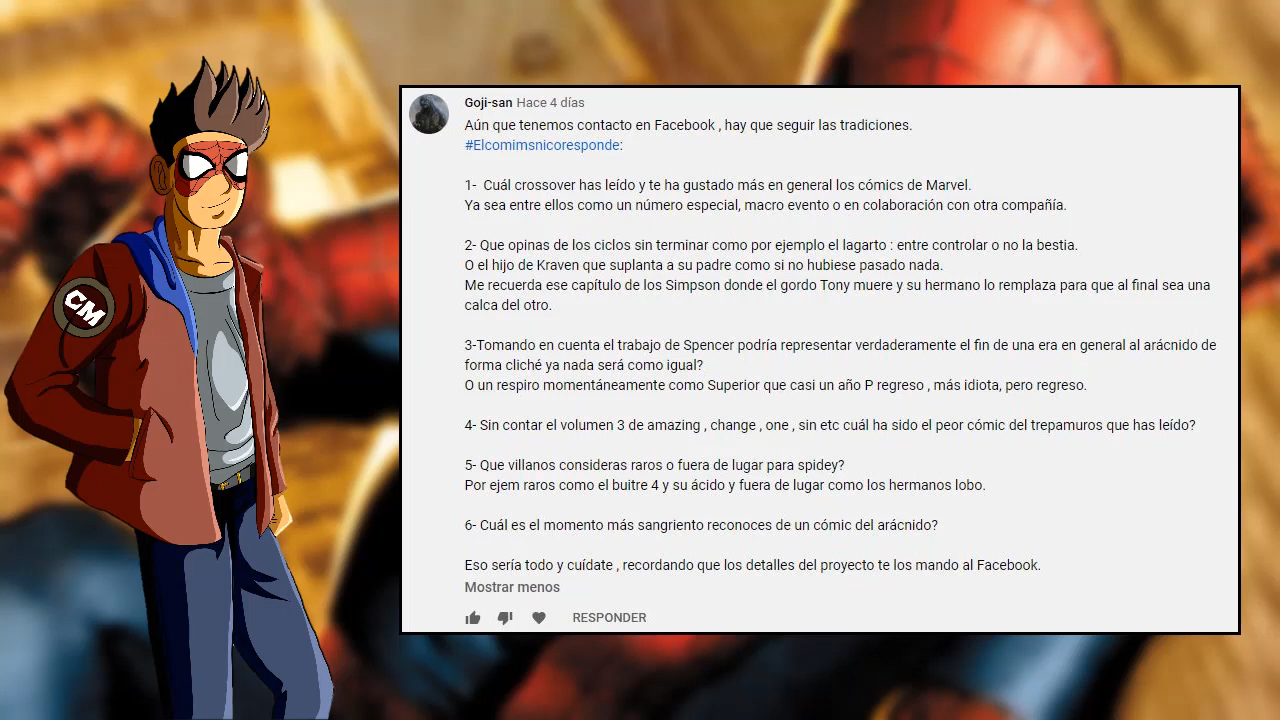 CM
Goji-san Hace 4 días
Aún que tenemos contacto en Facebook , hay que seguir las tradiciones.
#Elcomimsnicoresponde:
1- Cuál crossover has leído y te ha gustado más en general los cómics de Marvel.
Ya sea entre ellos como un número especial, macro evento o en colaboración con otra compañía.
2- Que opinas de los ciclos sin terminar como por ejemplo el lagarto : entre controlar o no la bestia.
O el hijo de Kraven que suplanta a su padre como si no hubiese pasado nada.
Me recuerda ese capítulo de los Simpson donde el gordo Tony muere y su hermano lo remplaza para que al final sea una
calca del otro.
3-Tomando en cuenta el trabajo de Spencer podría representar verdaderamente el fin de una era en general al arácnido de
forma cliché ya nada será como igual?
O un respiro momentáneamente como Superior que casi un año P regreso , más idiota, pero regreso.
4- Sin contar el volumen 3 de amazing , change , one , sin etc cuál ha sido el peor cómic del trepamuros que has leído?
5- Que villanos consideras raros o fuera de lugar para spidey?
Por ejem raros como el buitre 4 y su ácido y fuera de lugar como los hermanos lobo.
6- Cuál es el momento más sangriento reconoces de un cómic del arácnido?
Eso sería todo y cuídate , recordando que los detalles del proyecto te los mando al Facebook.
Mostrar menos
RESPONDER